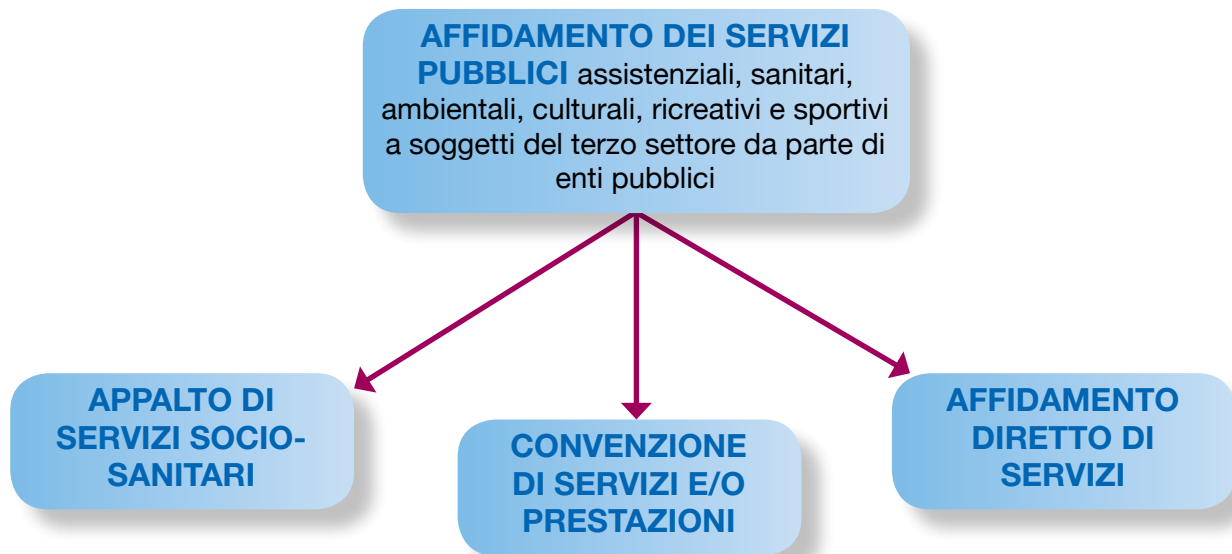 AFFIDAMENTO DEI SERVIZI
PUBBLICI assistenziali, sanitari,
ambientali, culturali, ricreativi e sportivi
a soggetti del terzo settore da parte di
enti pubblici
APPALTO DI
SERVIZI SOCIO-
SANITARI
CONVENZIONE
DI SERVIZI E/O
PRESTAZIONI
AFFIDAMENTO
DIRETTO DI
SERVIZI